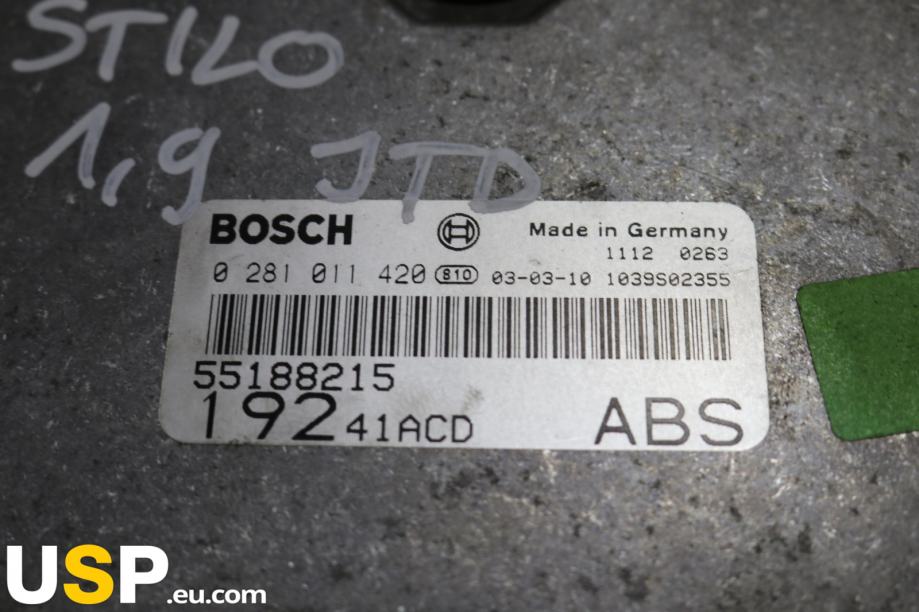 STILO
1,9 JTD
BOSCH Made in Germany
1112 0263
0 281 011 420 S10 03-03-10 1039S02355
55188215
192 41ACD ABS
USP.eu.com